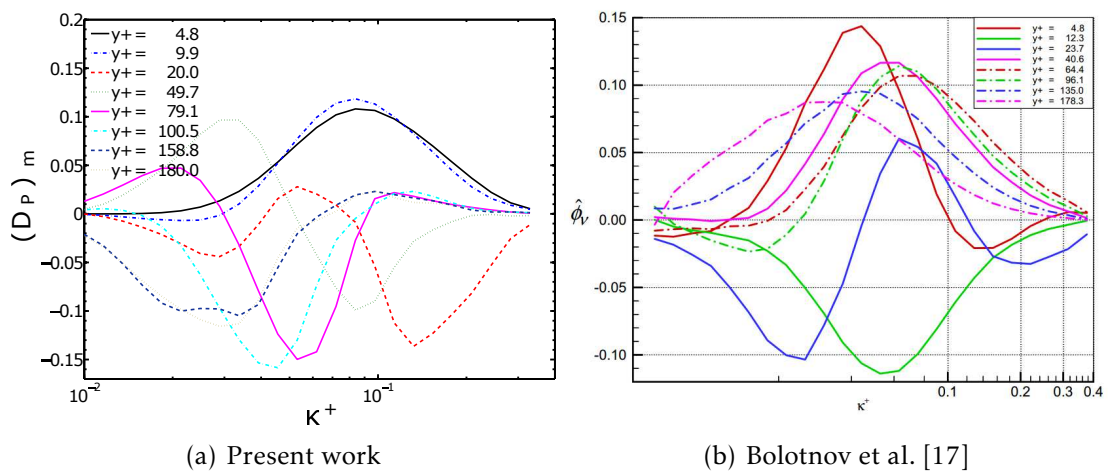 0.2
0.15
0.1
0.05
0
−0.05
−0.1
−0.15
10⁻²
10⁻¹
(D P) m
K +
y+ = 4.8
y+ = 9.9
y+ = 20.0
y+ = 49.7
y+ = 79.1
y+ = 100.5
y+ = 158.8
y+ = 180.0
(a) Present work
0.15
0.10
0.05
0.00
-0.05
-0.10
0.1
0.2
0.3
0.4
κ⁺
y+ = 4.8
y+ = 12.3
y+ = 23.7
y+ = 40.6
y+ = 64.4
y+ = 96.1
y+ = 135.0
y+ = 178.3
(b) Bolotnov et al. [17]